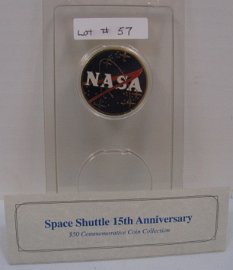 LOT # 57
NASA
Space Shuttle 15th Anniversary
$50 Commemorative Coin Collection